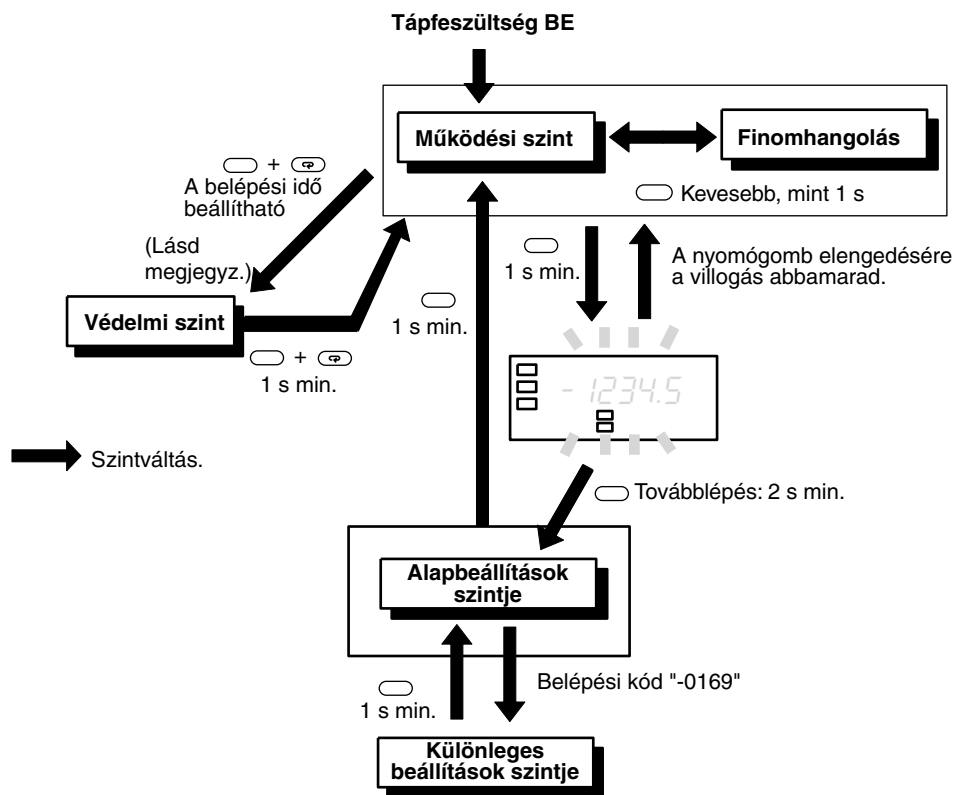 Tápfeszültség BE
Működési szint
Finomhangolás
+
A belépési idő
beállítható
Kevesebb, mint 1 s
(Lásd
megjegyz.)
1 s min.
A nyomógomb elengedésére
a villogás abbamarad.
Védelmi szint
1 s min.
+
1 s min.
-1234.5
Szintváltás.
Továbblépés: 2 s min.
Alapbeállítások
szintje
Belépési kód "-0169"
1 s min.
Különleges
beállítások szintje